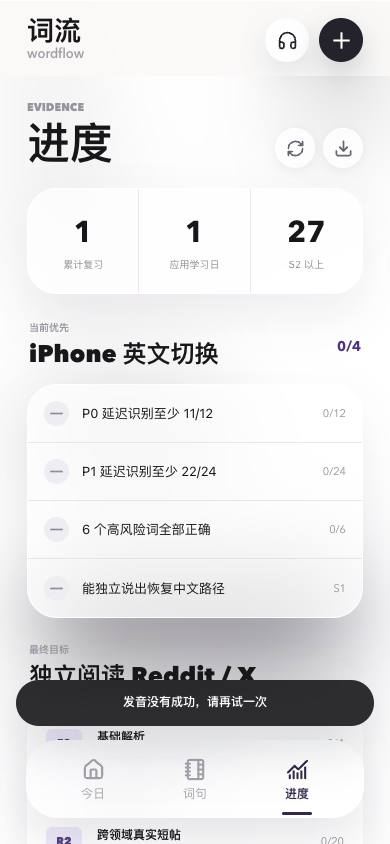 词流
wordflow
EVIDENCE
进度
1
累计复习
1
应用学习日
27
S2 以上
当前优先
iPhone 英文切换
0/4
P0 延迟识别至少 11/12
0/12
P1 延迟识别至少 22/24
0/24
6 个高风险词全部正确
0/6
能独立说出恢复中文路径
S1
最终目标
独立阅读 Reddit / X
发音没有成功，请再试一次
基础解析
今日
词句
进度
R2
跨领域真实短帖
0/20